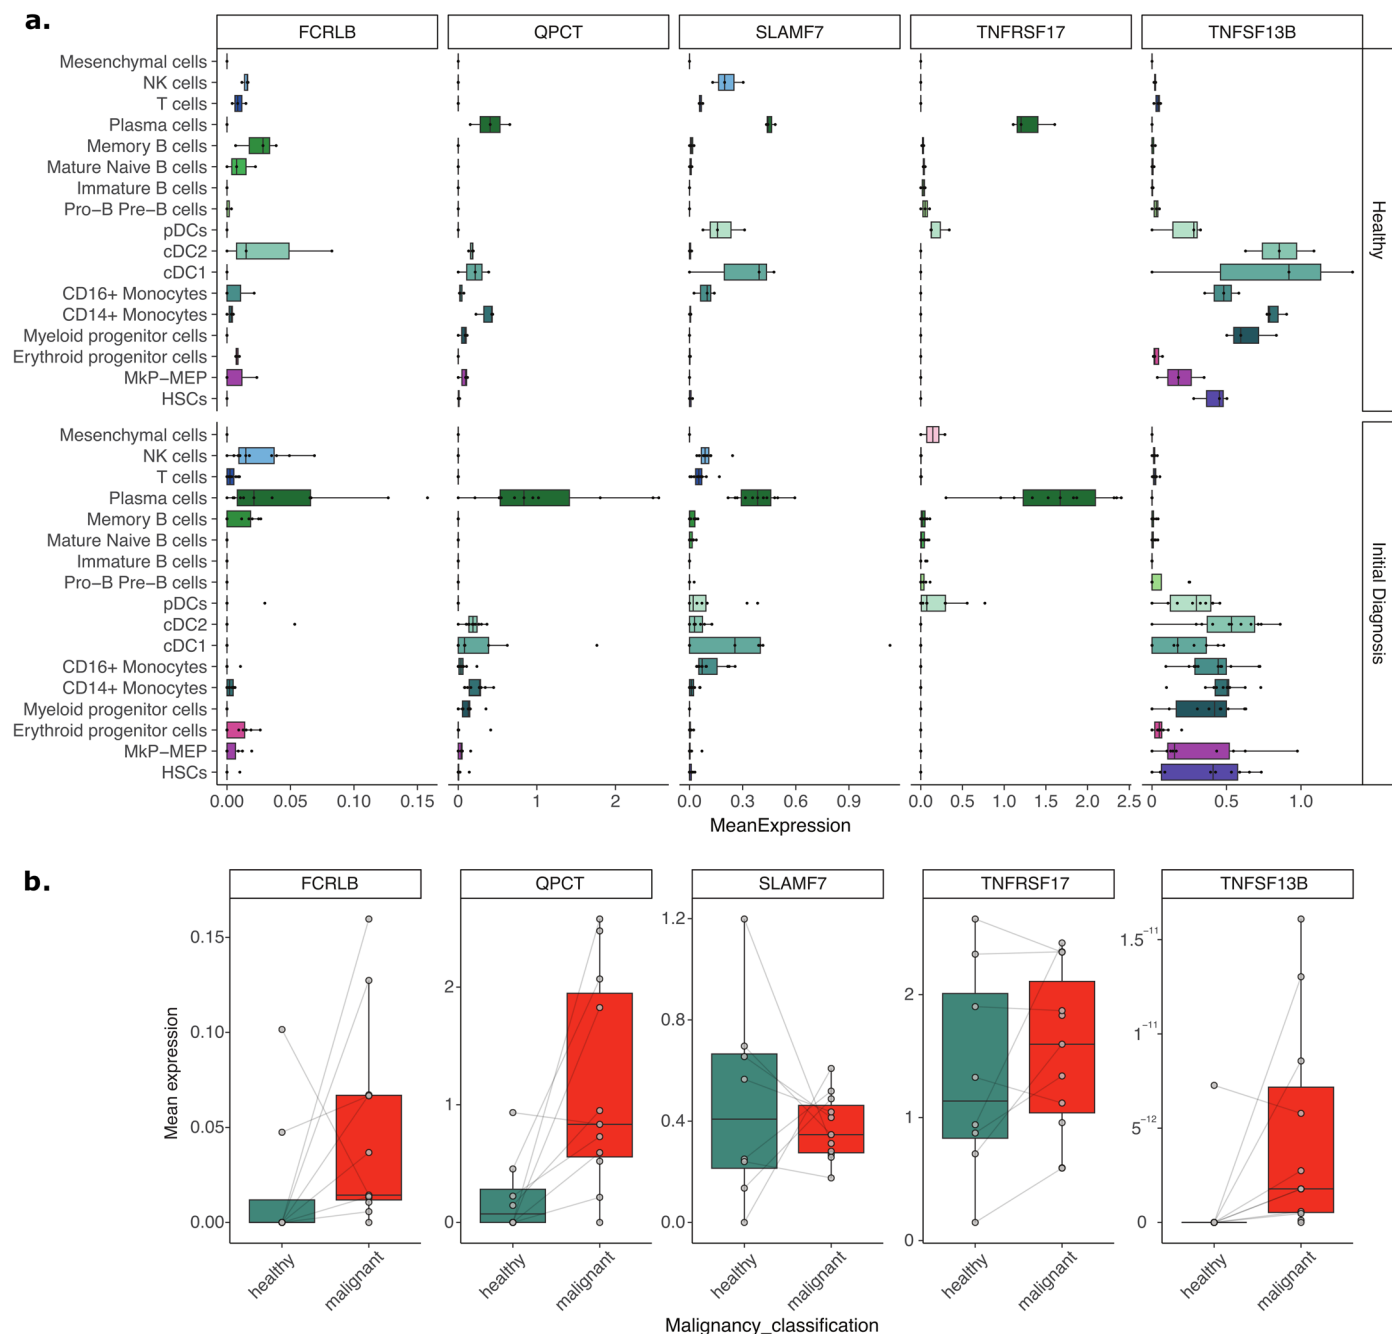 a.
FCRLB QPCT SLAMF7 TNFRSF17 TNFSF13B
Mesenchymal cells
NK cells
T cells
Plasma cells
Memory B cells
Mature Naive B cells
Immature B cells
Pro−B Pre−B cells
pDCs
cDC2
cDC1
CD16+ Monocytes
CD14+ Monocytes
Myeloid progenitor cells
Erythroid progenitor cells
MkP−MEP
HSCs
Healthy
Mesenchymal cells
NK cells
T cells
Plasma cells
Memory B cells
Mature Naive B cells
Immature B cells
Pro−B Pre−B cells
pDCs
cDC2
cDC1
CD16+ Monocytes
CD14+ Monocytes
Myeloid progenitor cells
Erythroid progenitor cells
MkP−MEP
HSCs
Initial Diagnosis
0.00 0.05 0.10 0.15 0 1 2 0.0 0.3 0.6 0.9 0.0 0.5 1.0 1.5 2.0 2.5 0 0.5 1.0
MeanExpression
b.
FCRLB QPCT SLAMF7 TNFRSF17 TNFSF13B
Mean expression
0.15
0.10
0.05
0.00
2
1
0
1.2
0.8
0.4
0.0
2
1
0
1.5⁻¹¹
1⁻¹¹
5⁻¹²
0
healthy malignant healthy malignant healthy malignant healthy malignant healthy malignant
Malignancy_classification